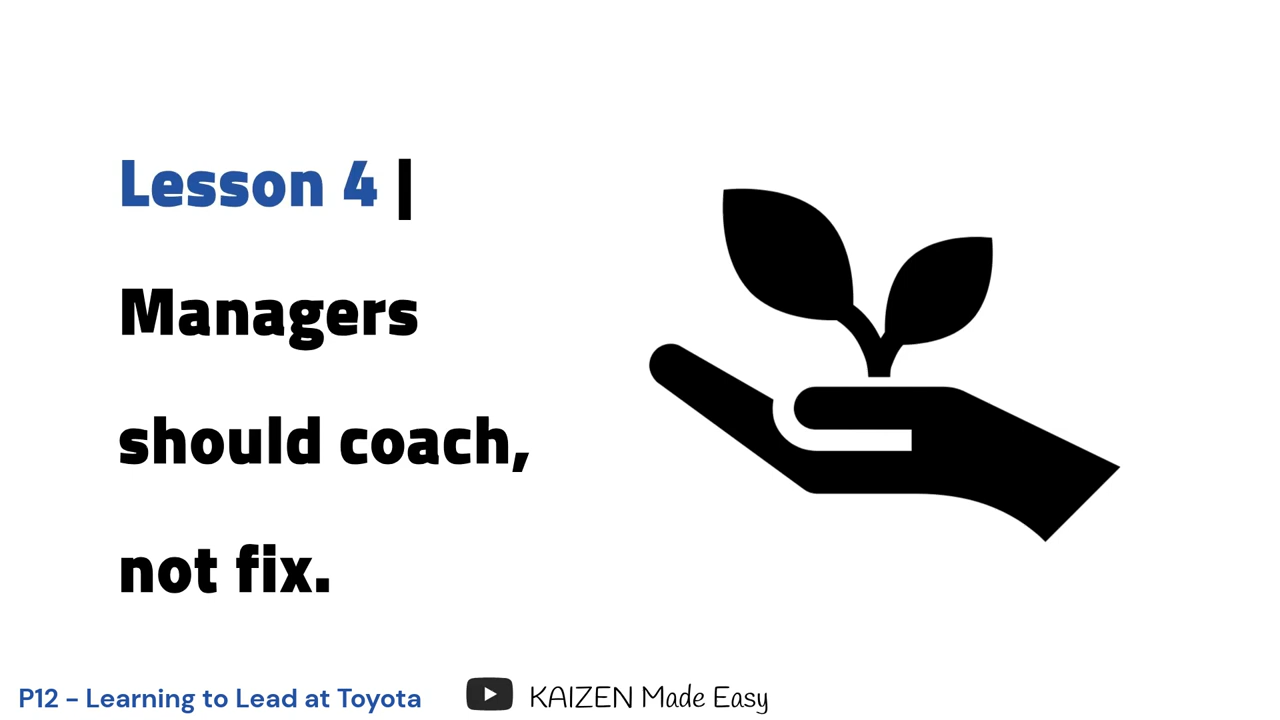 Lesson 4 |
Managers
should coach,
not fix.
P12 - Learning to Lead at Toyota
KAIZEN Made Easy